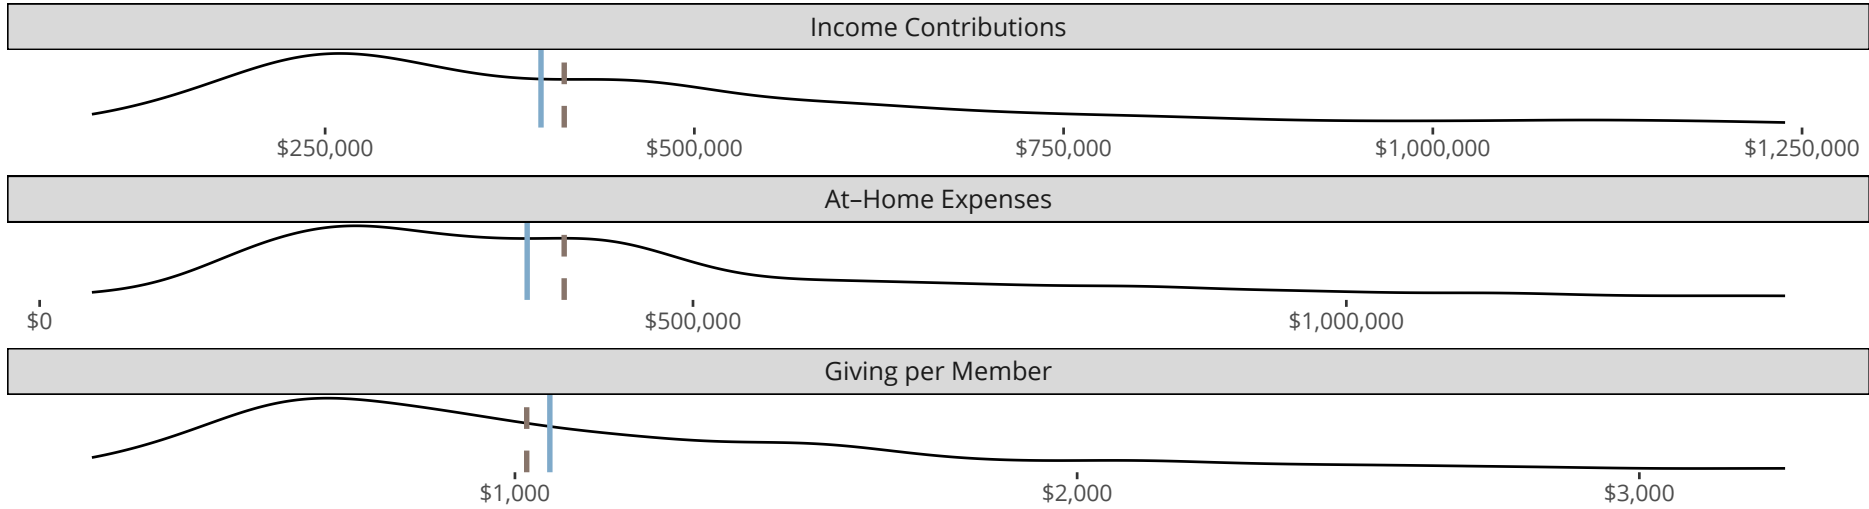 Income Contributions
$250,000 $500,000 $750,000 $1,000,000 $1,250,000
At–Home Expenses
$0 $500,000 $1,000,000
Giving per Member
$1,000 $2,000 $3,000